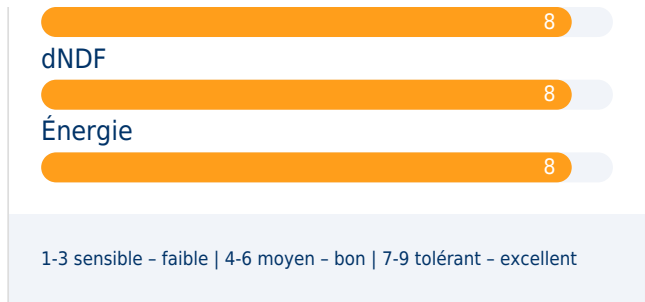 8
dNDF
8
Énergie
8
1-3 sensible – faible | 4-6 moyen – bon | 7-9 tolérant – excellent